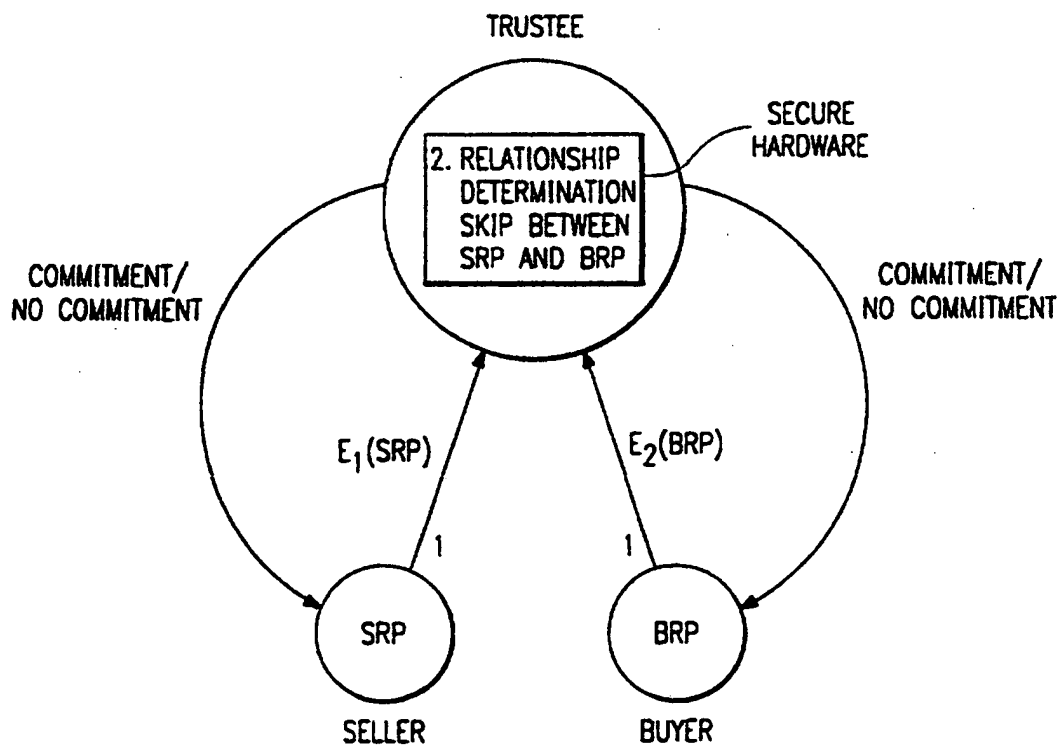 TRUSTEE
SECURE
HARDWARE
2. RELATIONSHIP
DETERMINATION
SKIP BETWEEN
SRP AND BRP
COMMITMENT/
NO COMMITMENT
COMMITMENT/
NO COMMITMENT
E1(SRP)
E2(BRP)
1
1
SRP
BRP
SELLER
BUYER